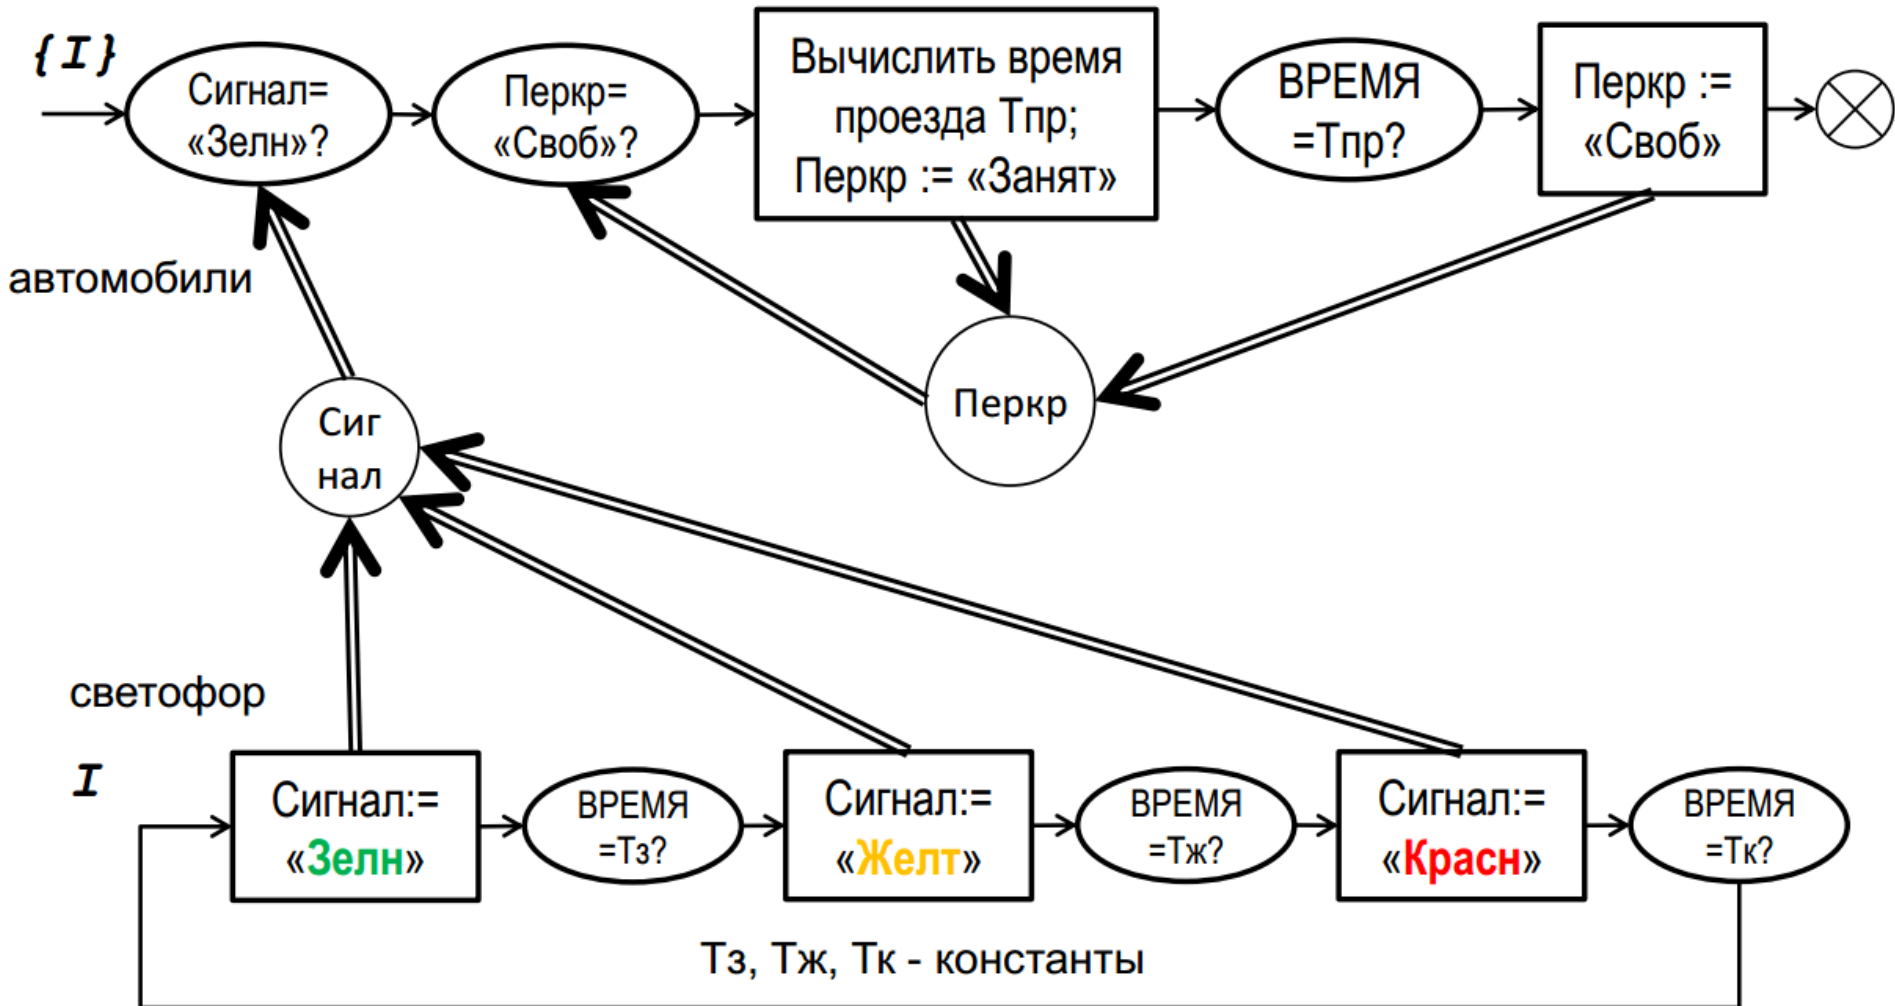 {I}
Сигнал=
«Зелн»?
Перкр=
«Своб»?
Вычислить время
проезда Тпр;
Перкр := «Занят»
ВРЕМЯ
=Тпр?
Перкр :=
«Своб»
автомобили
Сиг
нал
Перкр
светофор
I
Сигнал:=
«Зелн»
ВРЕМЯ
=Тз?
Сигнал:=
«Желт»
ВРЕМЯ
=Тж?
Сигнал:=
«Красн»
ВРЕМЯ
=Тк?
Тз, Тж, Тк - константы